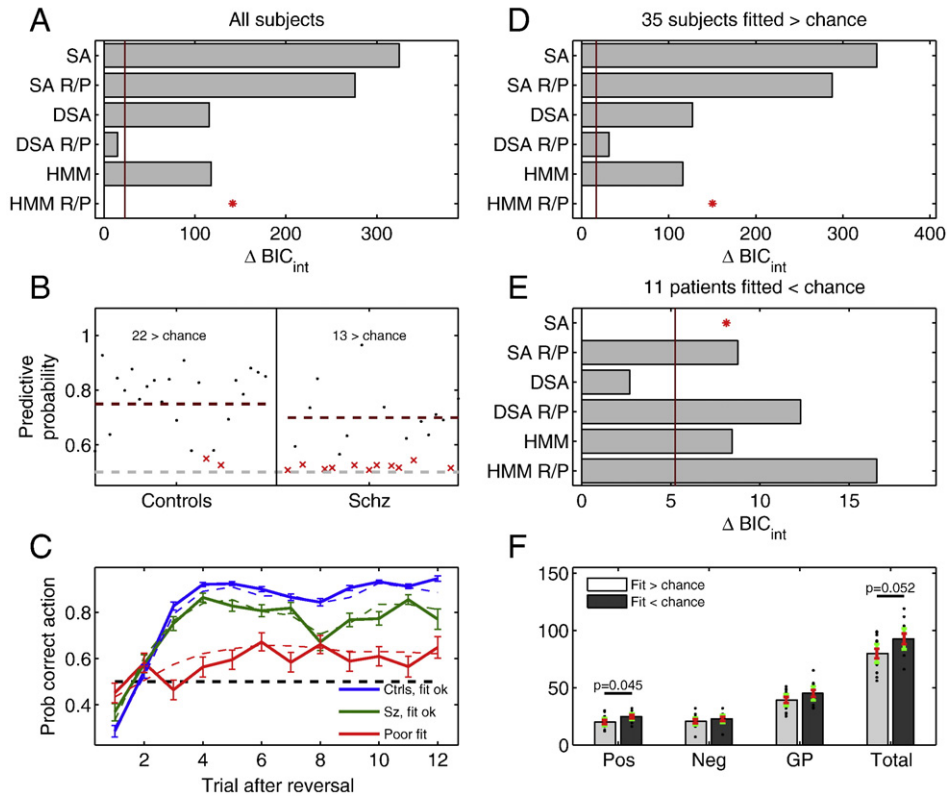 A
All subjects
SA
SA R/P
DSA
DSA R/P
HMM
HMM R/P
0
100
200
300
Δ BIC_int
D
35 subjects fitted > chance
SA
SA R/P
DSA
DSA R/P
HMM
HMM R/P
0
100
200
300
400
Δ BIC_int
B
Predictive
probability
1
0.8
0.6
22 > chance
13 > chance
Controls
Schz
E
11 patients fitted < chance
SA
SA R/P
DSA
DSA R/P
HMM
HMM R/P
0
5
10
15
Δ BIC_int
C
Prob correct action
0.8
0.6
0.4
Ctrls, fit ok
Sz, fit ok
Poor fit
2
4
6
8
10
12
Trial after reversal
F
150
100
50
0
Fit > chance
Fit < chance
p=0.045
p=0.052
Pos
Neg
GP
Total